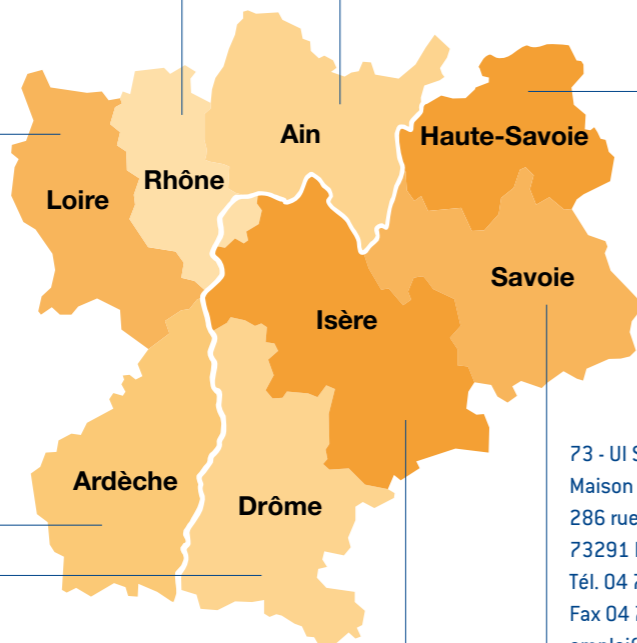 Ain
Haute-Savoie
Rhône
Loire
Savoie
Isère
Ardèche
Drôme
73 - UI
Maison
286 rue
73291
Tél. 04
Fax 04